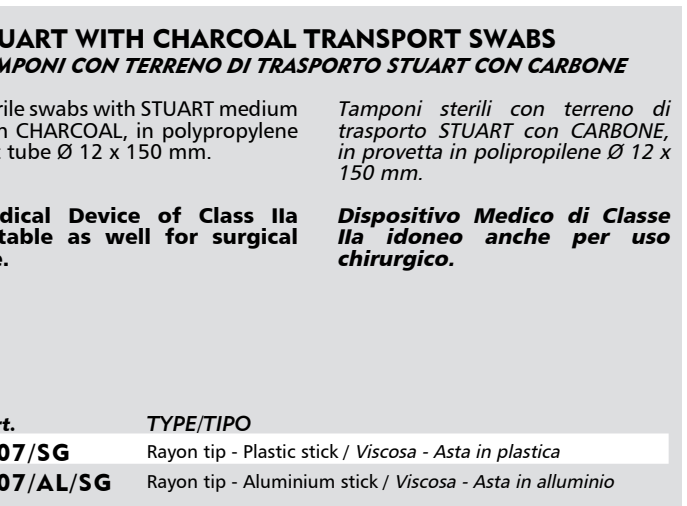 UART WITH CHARCOAL TRANSPORT SWABS
MPONI CON TERRENO DI TRASPORTO STUART CON CARBONE
rile swabs with STUART medium
h CHARCOAL, in polypropylene
t tube Ø 12 x 150 mm.
dical Device of Class IIa
table as well for surgical
e.
Tamponi sterili con terreno di
trasporto STUART con CARBONE,
in provetta in polipropilene Ø 12 x
150 mm.
Dispositivo Medico di Classe
IIa idoneo anche per uso
chirurgico.
rt. TYPE/TIPO
07/SG Rayon tip - Plastic stick / Viscosa - Asta in plastica
07/AL/SG Rayon tip - Aluminium stick / Viscosa - Asta in alluminio